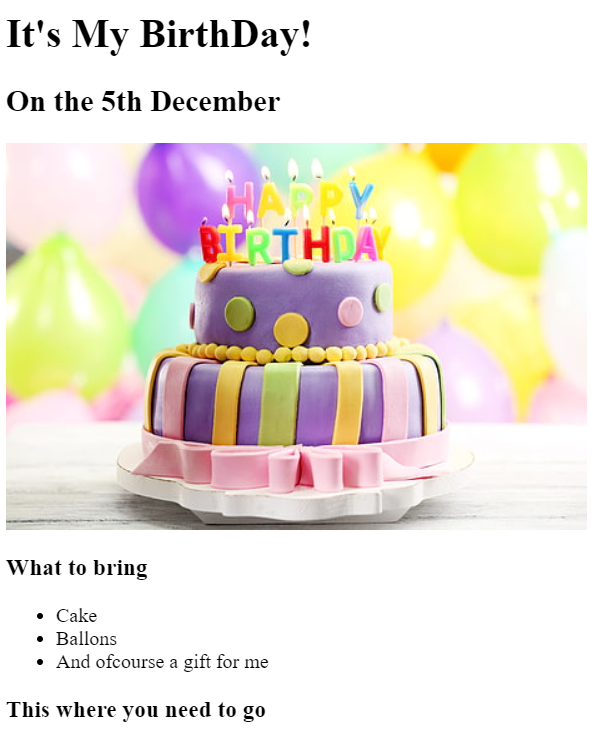 It's My BirthDay!
On the 5th December
HAPPY
BIRTHDAY
What to bring
Cake
Ballons
And ofcourse a gift for me
This where you need to go